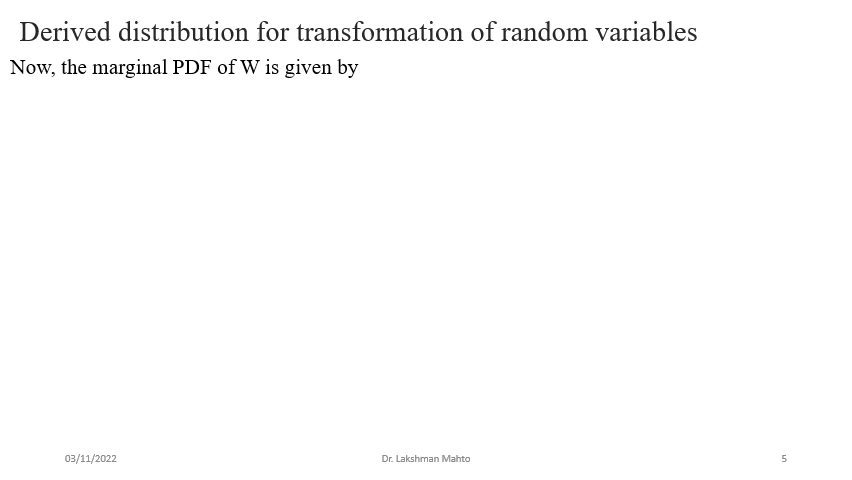 Derived distribution for transformation of random variables
Now, the marginal PDF of W is given by
03/11/2022
Dr. Lakshman Mahto
5